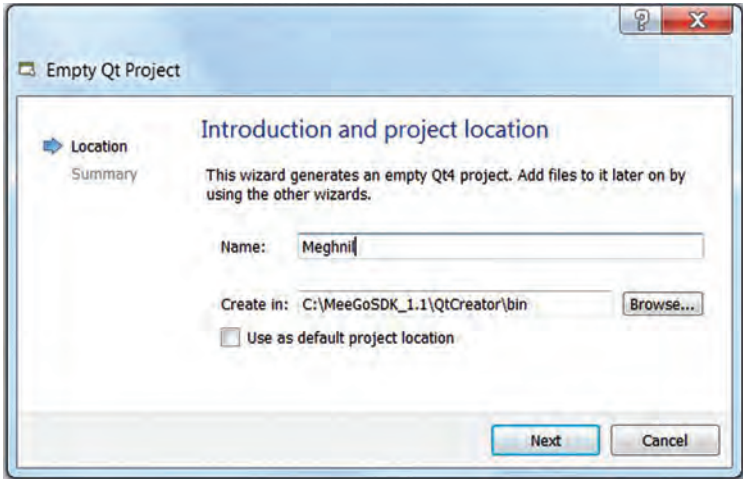 Empty Qt Project
Location
Summary
Introduction and project location
This wizard generates an empty Qt4 project. Add files to it later on by
using the other wizards.
Name: Meghnil
Create in: C:\MeeGoSDK_1.1\QtCreator\bin Browse...
Use as default project location
Next Cancel